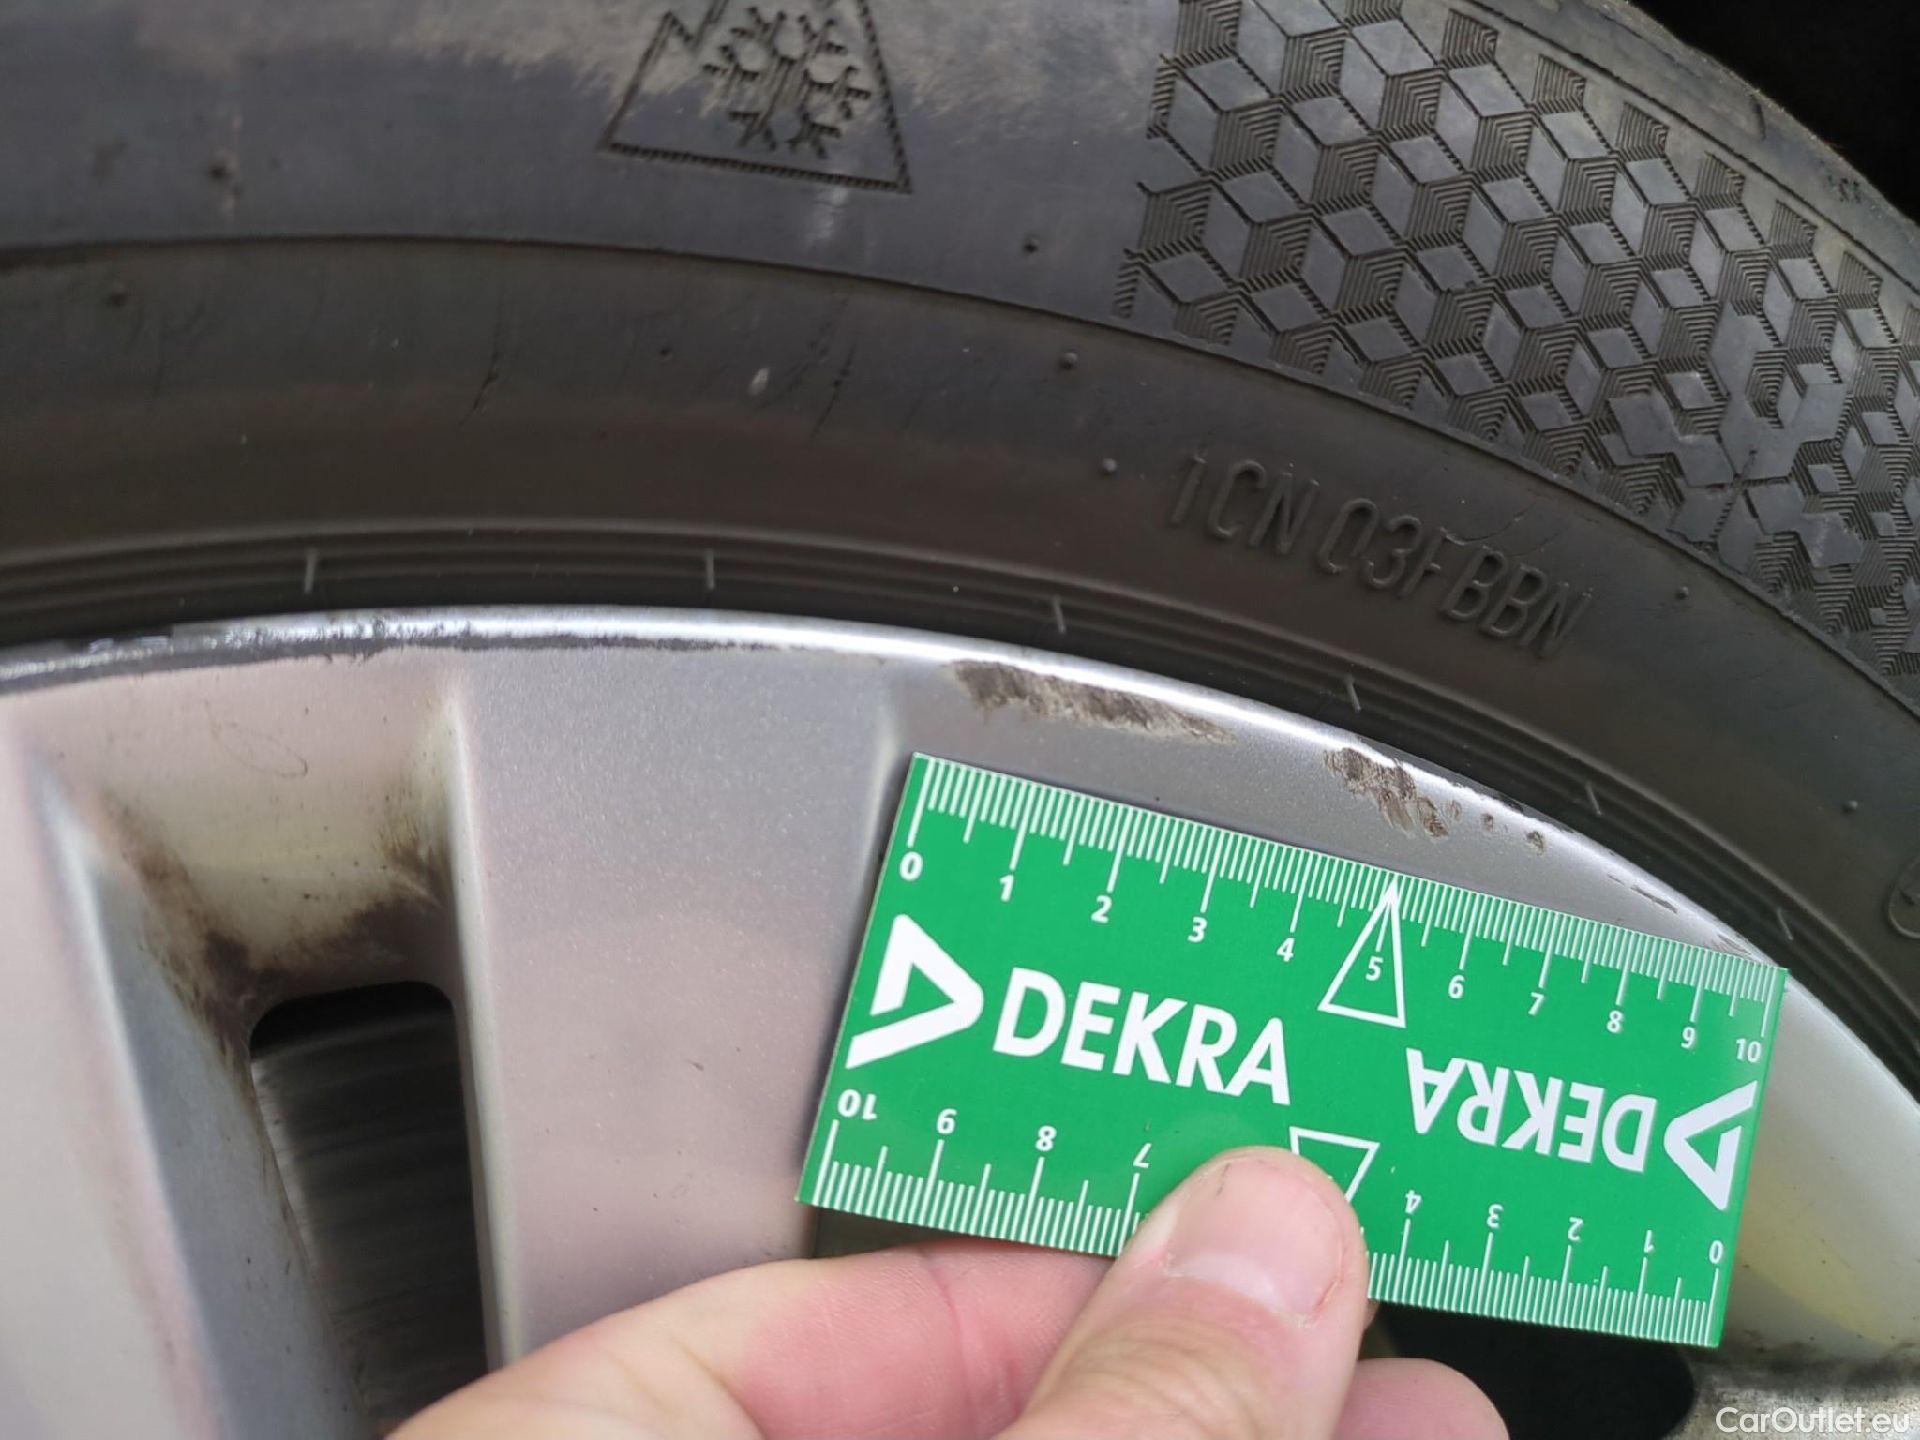 1CN 03F BBN
0 1 2 3 4 5 6 7 8 9 10
DEKRA
DEKRA
10 9 8 7 4 3 2 1 0
CarOutlet.eu